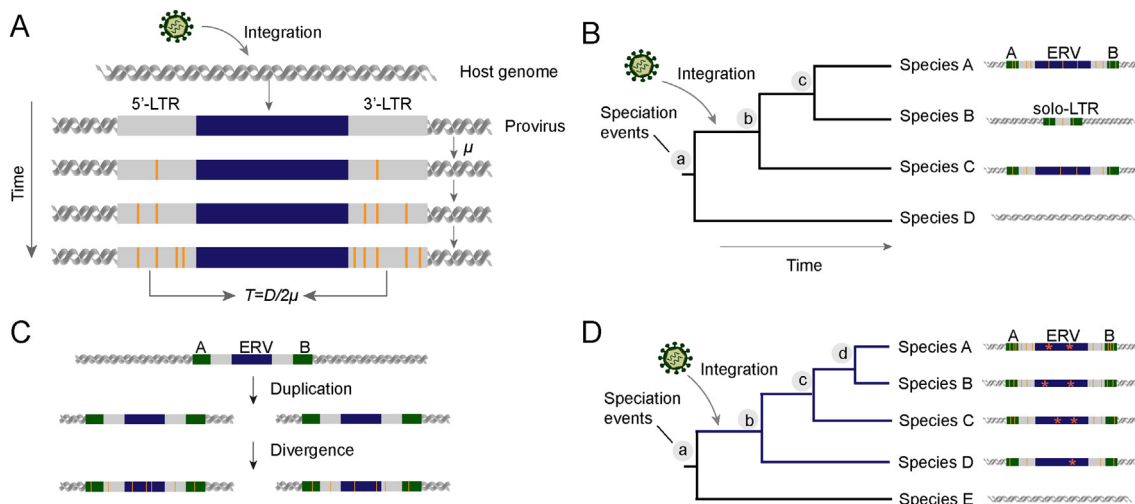 A
Integration
Host genome
5'-LTR
3'-LTR
Provirus
μ
Time
T=D/2μ
B
Integration
Speciation
events
a
b
c
Species A
A
ERV
B
Species B
solo-LTR
Species C
Species D
Time
C
A
ERV
B
Duplication
Divergence
D
Integration
Speciation
events
a
b
c
d
Species A
A
ERV
B
Species B
Species C
Species D
Species E